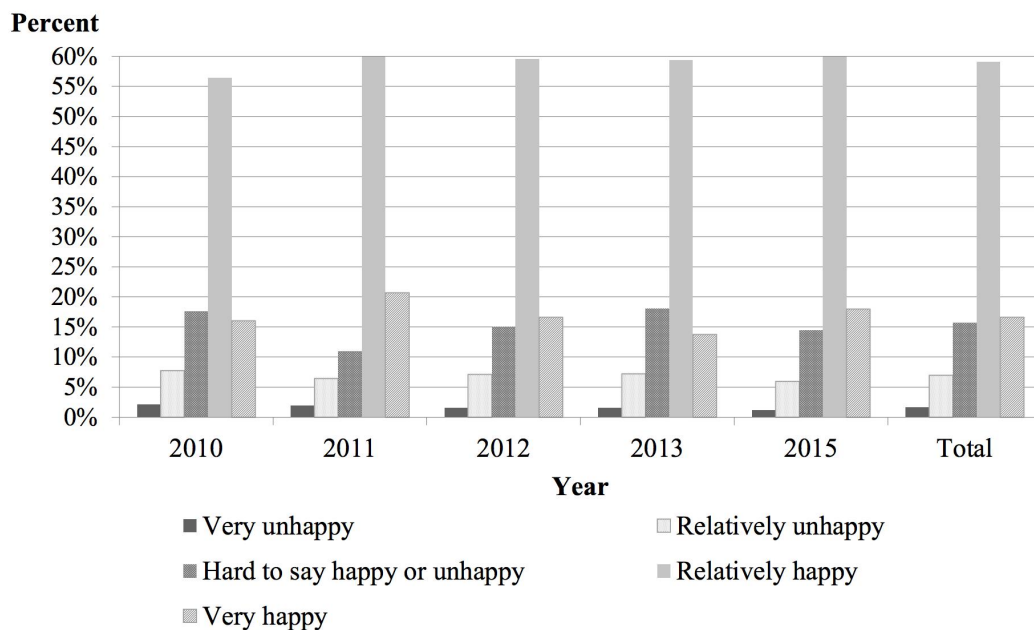 Percent
60%
55%
50%
45%
40%
35%
30%
25%
20%
15%
10%
5%
0%
2010 2011 2012 2013 2015 Total
Year
Very unhappy Relatively unhappy
Hard to say happy or unhappy Relatively happy
Very happy